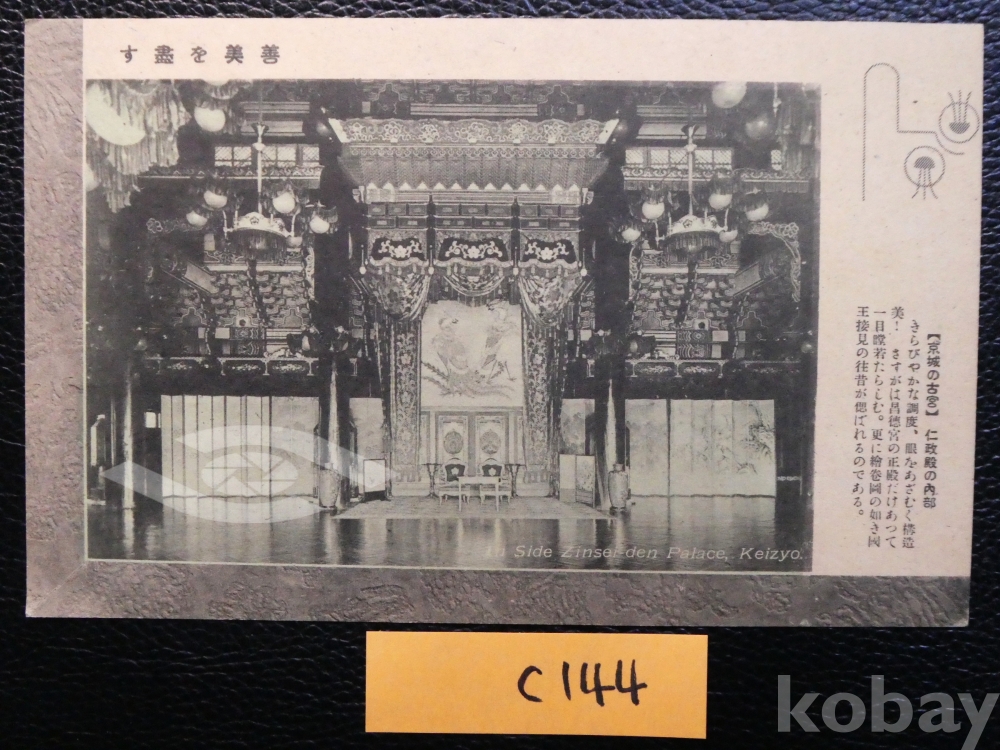 善美を盡す
【京城の古宮】 仁政殿の內部
きらびやかな調度、眼をあざむく構造
美! さすがは昌德宮の正殿だけあつて
一目瞠若たらしむ。更に繪卷圖の如き國
王接見の往昔が偲ばれるのである。
In Side Zinsei-den Palace, Keizyo.
C144
kobay